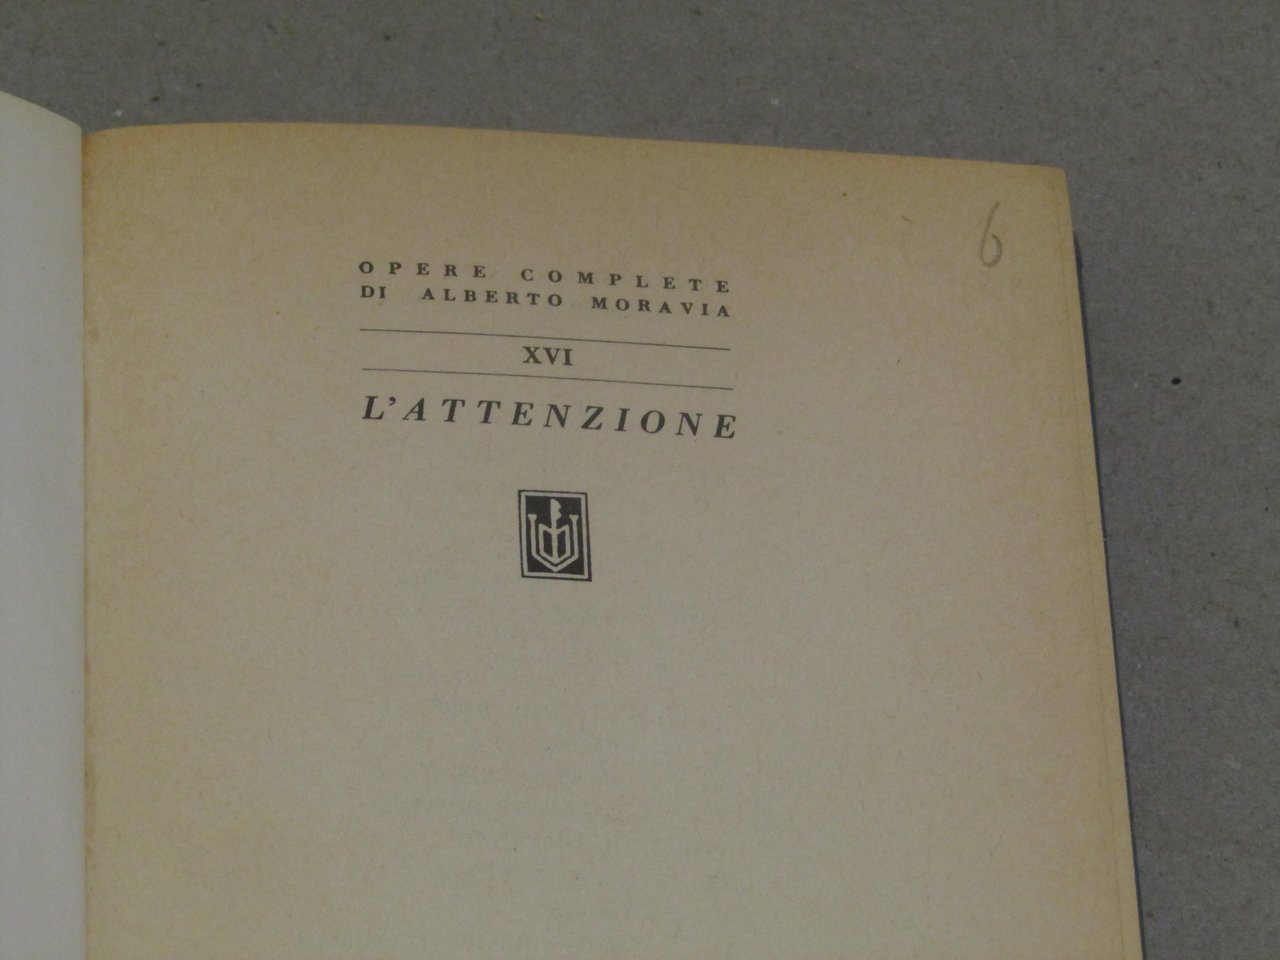 6
OPERE COMPLETE
DI ALBERTO MORAVIA
XVI
L'ATTENZIONE